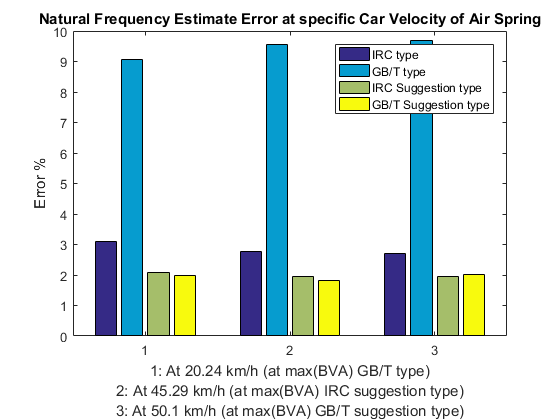 Natural Frequency Estimate Error at specific Car Velocity of Air Spring
10
9
8
7
6
5
4
3
2
1
0
Error %
IRC type
GB/T type
IRC Suggestion type
GB/T Suggestion type
1
2
3
1: At 20.24 km/h (at max(BVA) GB/T type)
2: At 45.29 km/h (at max(BVA) IRC suggestion type)
3: At 50.1 km/h (at max(BVA) GB/T suggestion type)